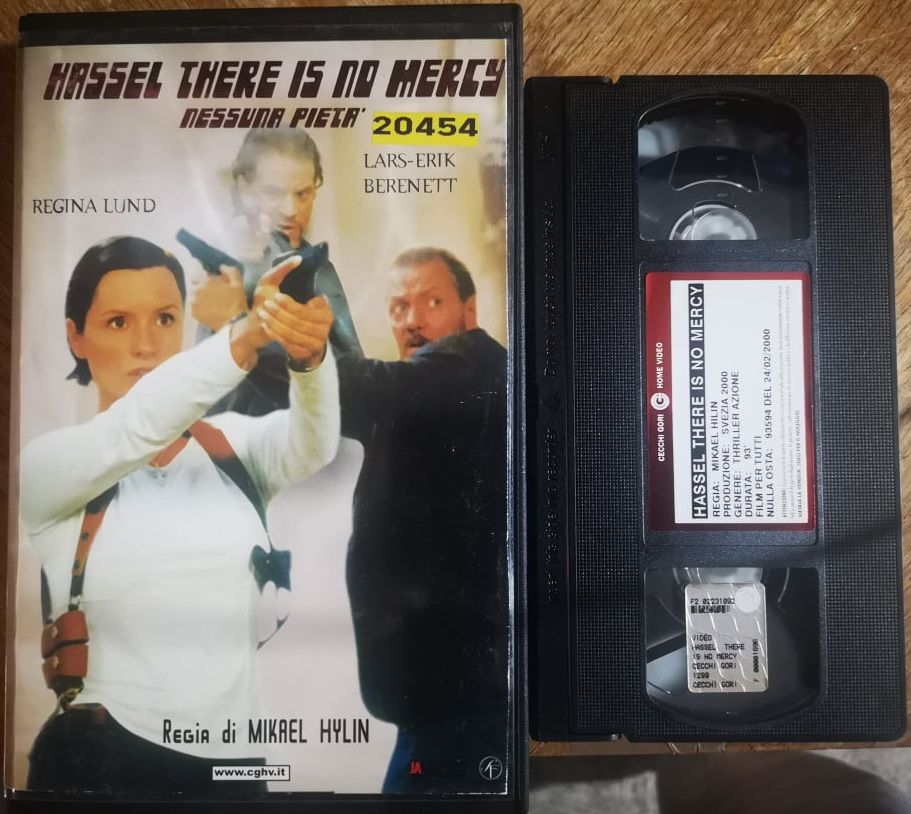 HASSEL THERE IS NO MERCY
NESSUNA PIETA'
20454
LARS-ERIK
BERENETT
REGINA LUND
Regia di MIKAEL HYLIN
www.cghv.it
JA
CECCHI GORI G HOME VIDEO
HASSEL THERE IS NO MERCY
REGIA: MIKAEL HILIN
PRODUZIONE: SVEZIA 2000
GENERE: THRILLER AZIONE
DURATA: 93'
FILM PER TUTTI
NULLA OSTA: 93594 DEL 24/02/2000
VIDEO
HASSEL THERE
IS NO MERCY
CECCHI GORI
1299
CECCHI GORI